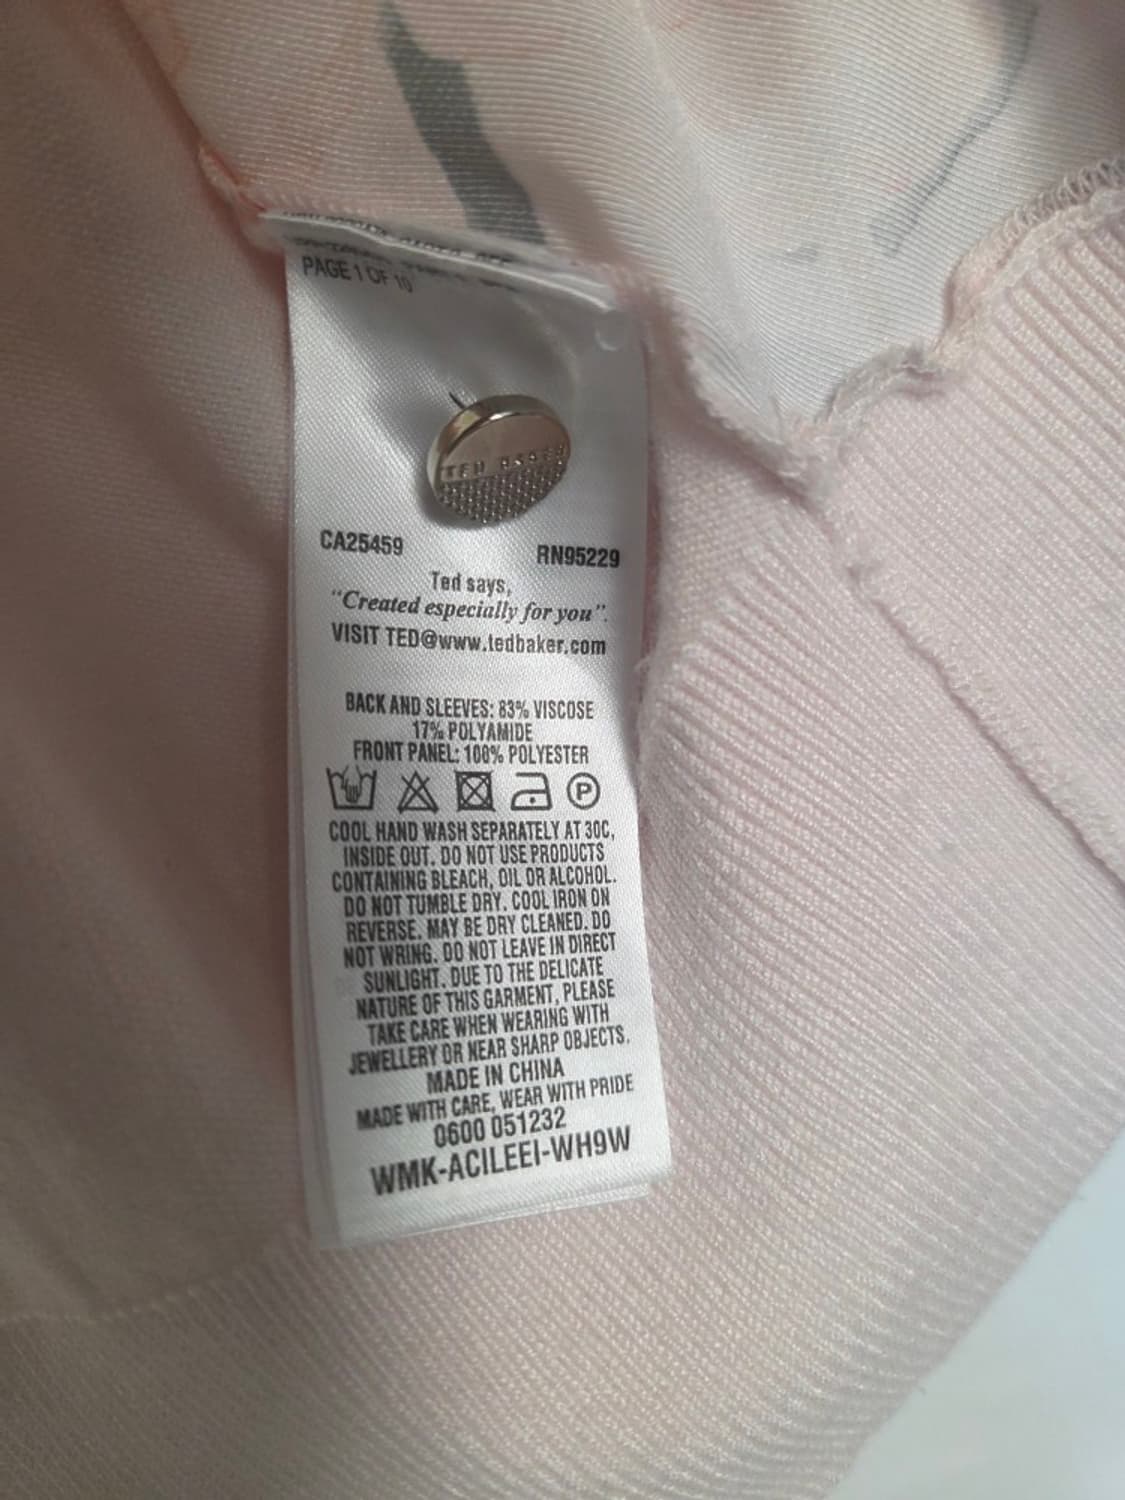 PAGE 1 OF 10
TED BAKER
CA25459 RN95229
Ted says,
"Created especially for you".
VISIT TED@www.tedbaker.com
BACK AND SLEEVES: 83% VISCOSE
17% POLYAMIDE
FRONT PANEL: 100% POLYESTER
P
COOL HAND WASH SEPARATELY AT 30C,
INSIDE OUT. DO NOT USE PRODUCTS
CONTAINING BLEACH, OIL OR ALCOHOL.
DO NOT TUMBLE DRY. COOL IRON ON
REVERSE. MAY BE DRY CLEANED. DO
NOT WRING. DO NOT LEAVE IN DIRECT
SUNLIGHT. DUE TO THE DELICATE
NATURE OF THIS GARMENT, PLEASE
TAKE CARE WHEN WEARING WITH
JEWELLERY OR NEAR SHARP OBJECTS.
MADE IN CHINA
MADE WITH CARE, WEAR WITH PRIDE
0600 051232
WMK-ACILEEI-WH9W